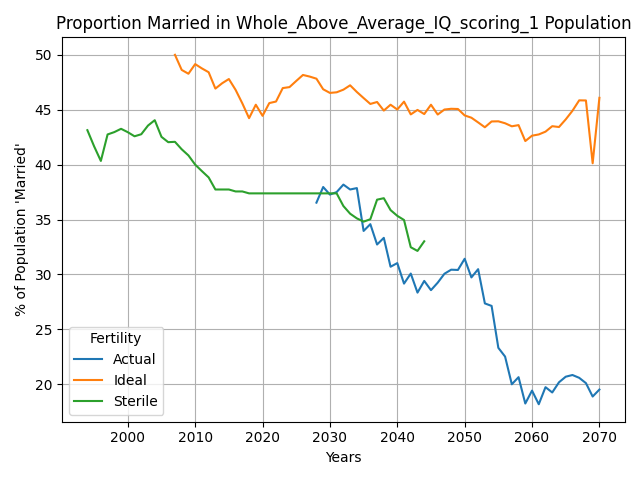 Proportion Married in Whole_Above_Average_IQ_scoring_1 Population
% of Population 'Married'
50
45
40
35
30
25
20
Fertility
Actual
Ideal
Sterile
2000 2010 2020 2030 2040 2050 2060 2070
Years